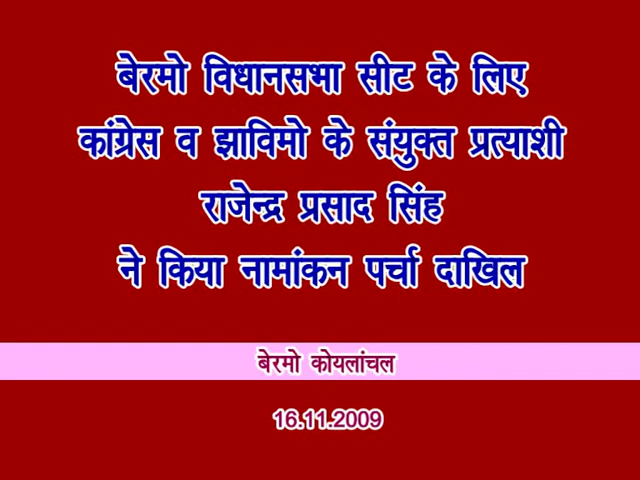 बेरमो विधानसभा सीट के लिए
कांग्रेस व झाविमो के संयुक्त प्रत्याशी
राजेन्द्र प्रसाद सिंह
ने किया नामांकन पर्चा दाखिल
बेरमो कोयलांचल
16.11.2009